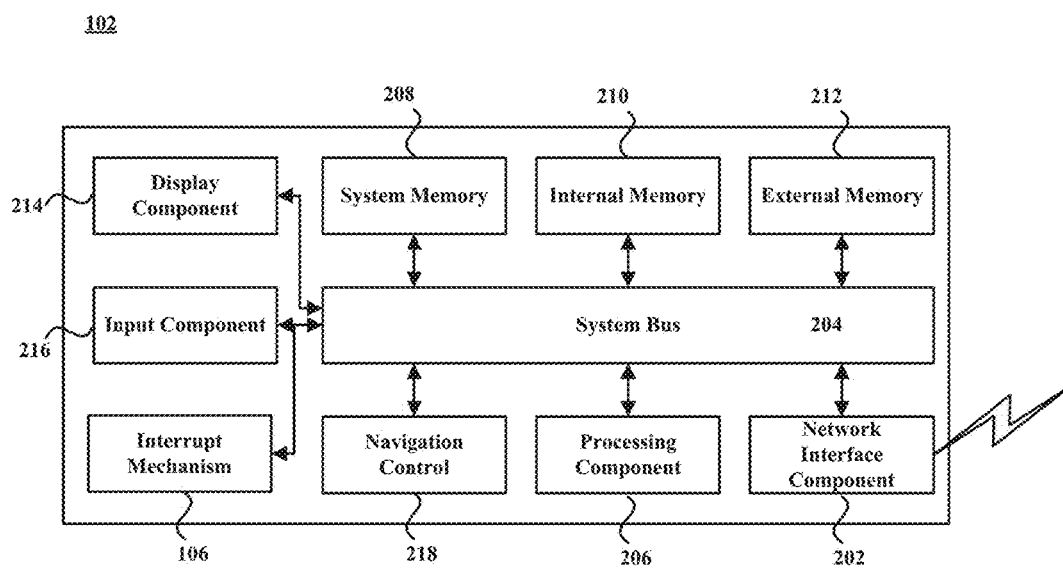 102
208
210
212
Display
Component
214
System Memory
Internal Memory
External Memory
Input Component
216
System Bus
204
Interrupt
Mechanism
Navigation
Control
Processing
Component
Network
Interface
Component
106
218
206
202